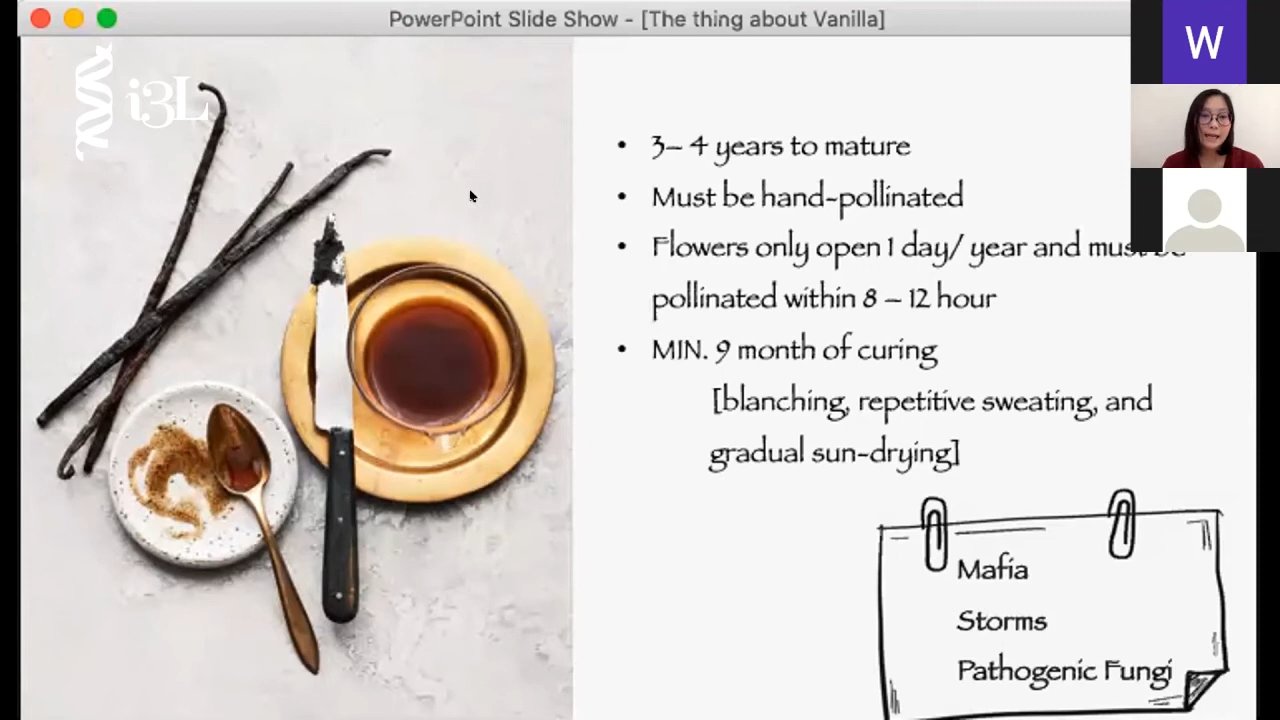 PowerPoint Slide Show - [The thing about Vanilla]
W
i3L
• 3– 4 years to mature
• Must be hand-pollinated
• Flowers only open 1 day/ year and must be
pollinated within 8 – 12 hour
• MIN. 9 month of curing
[blanching, repetitive sweating, and
gradual sun-drying]
Mafia
Storms
Pathogenic Fungi